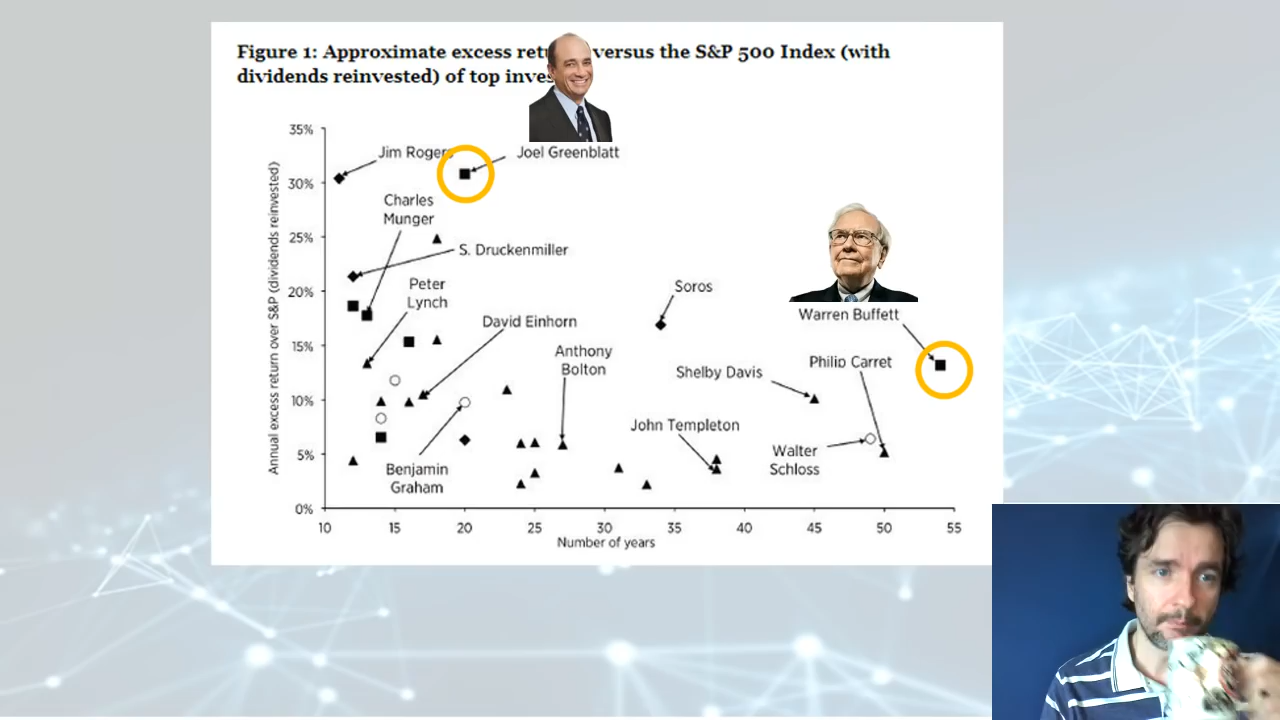 Figure 1: Approximate excess retu versus the S&P 500 Index (with
dividends reinvested) of top inves
Annual excess return over S&P (dividends reinvested)
35%
30%
25%
20%
15%
10%
5%
0%
Jim Rogers
Joel Greenblatt
Charles
Munger
S. Druckenmiller
Peter
Lynch
Soros
David Einhorn
Warren Buffett
Anthony
Bolton
Philip Carret
Shelby Davis
John Templeton
Walter
Schloss
Benjamin
Graham
10 15 20 25 30 35 40 45 50 55
Number of years